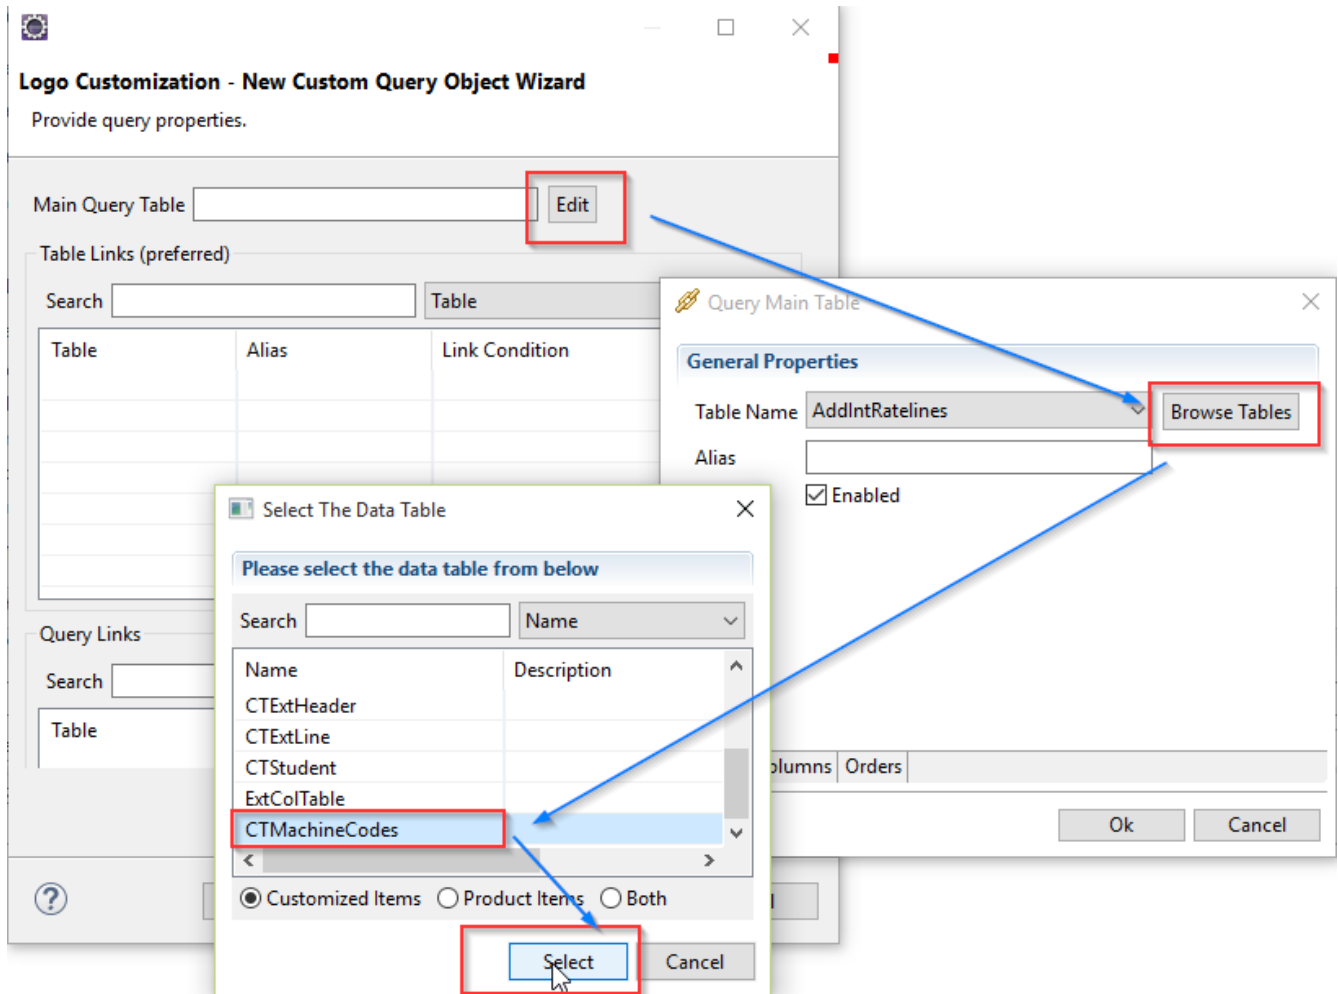 Logo Customization - New Custom Query Object Wizard
Provide query properties.
Main Query Table
Edit
Table Links (preferred)
Search
Table
Table Alias Link Condition
Query Links
Search
Table
Query Main Table
General Properties
Table Name AddIntRatelines Browse Tables
Alias
Enabled
Orders
Ok Cancel
Select The Data Table
Please select the data table from below
Search Name
Name Description
CTExtHeader
CTExtLine
CTStudent
ExtColTable
CTMachineCodes
Customized Items Product Items Both
Select Cancel